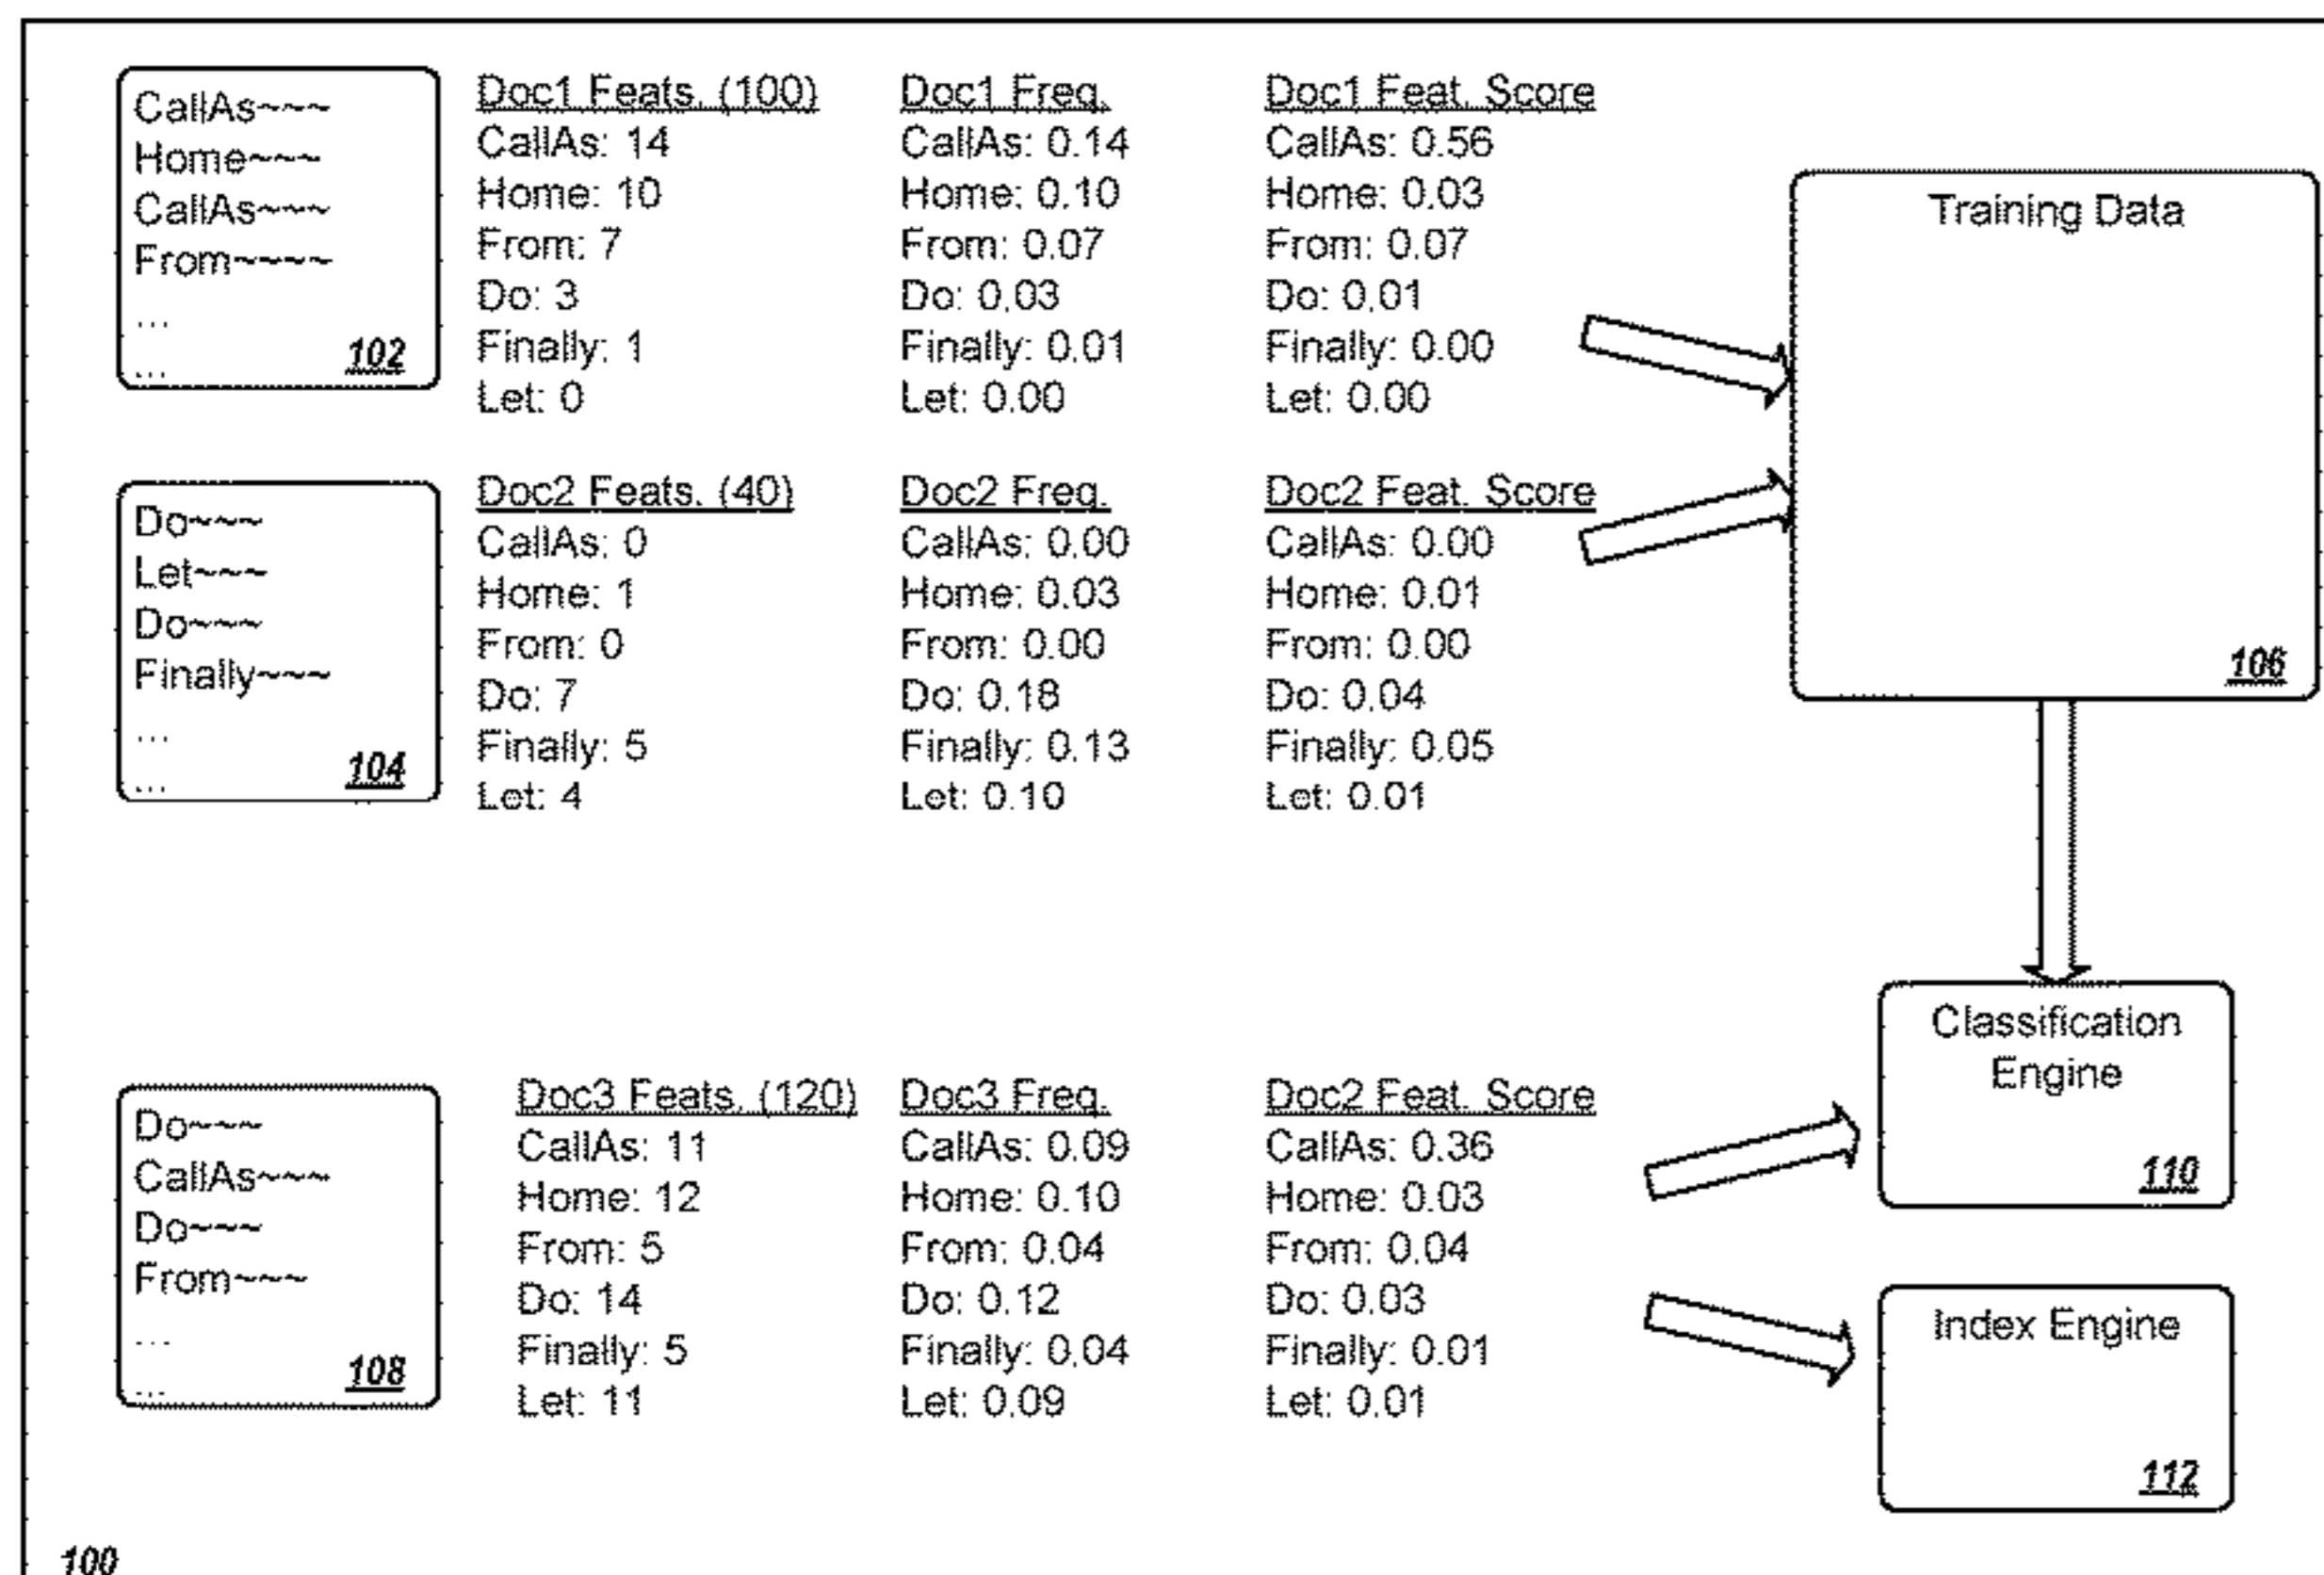 CallAs~~~
Home~~~
CallAs~~~
From~~~~
...
...
102
Doc1 Feats. (100)
CallAs: 14
Home: 10
From: 7
Do: 3
Finally: 1
Let: 0
Doc1 Freq.
CallAs: 0.14
Home: 0.10
From: 0.07
Do: 0.03
Finally: 0.01
Let: 0.00
Doc1 Feat. Score
CallAs: 0.56
Home: 0.03
From: 0.07
Do: 0.01
Finally: 0.00
Let: 0.00
Training Data
106
Do~~~
Let~~~
Do~~~
Finally~~~
...
...
104
Doc2 Feats. (40)
CallAs: 0
Home: 1
From: 0
Do: 7
Finally: 5
Let: 4
Doc2 Freq.
CallAs: 0.00
Home: 0.03
From: 0.00
Do: 0.18
Finally: 0.13
Let: 0.10
Doc2 Feat. Score
CallAs: 0.00
Home: 0.01
From: 0.00
Do: 0.04
Finally: 0.05
Let: 0.01
Do~~~
CallAs~~~
Do~~~
From~~~
...
...
108
Doc3 Feats. (120)
CallAs: 11
Home: 12
From: 5
Do: 14
Finally: 5
Let: 11
Doc3 Freq.
CallAs: 0.09
Home: 0.10
From: 0.04
Do: 0.12
Finally: 0.04
Let: 0.09
Doc2 Feat. Score
CallAs: 0.36
Home: 0.03
From: 0.04
Do: 0.03
Finally: 0.01
Let: 0.01
Classification
Engine
110
Index Engine
112
100